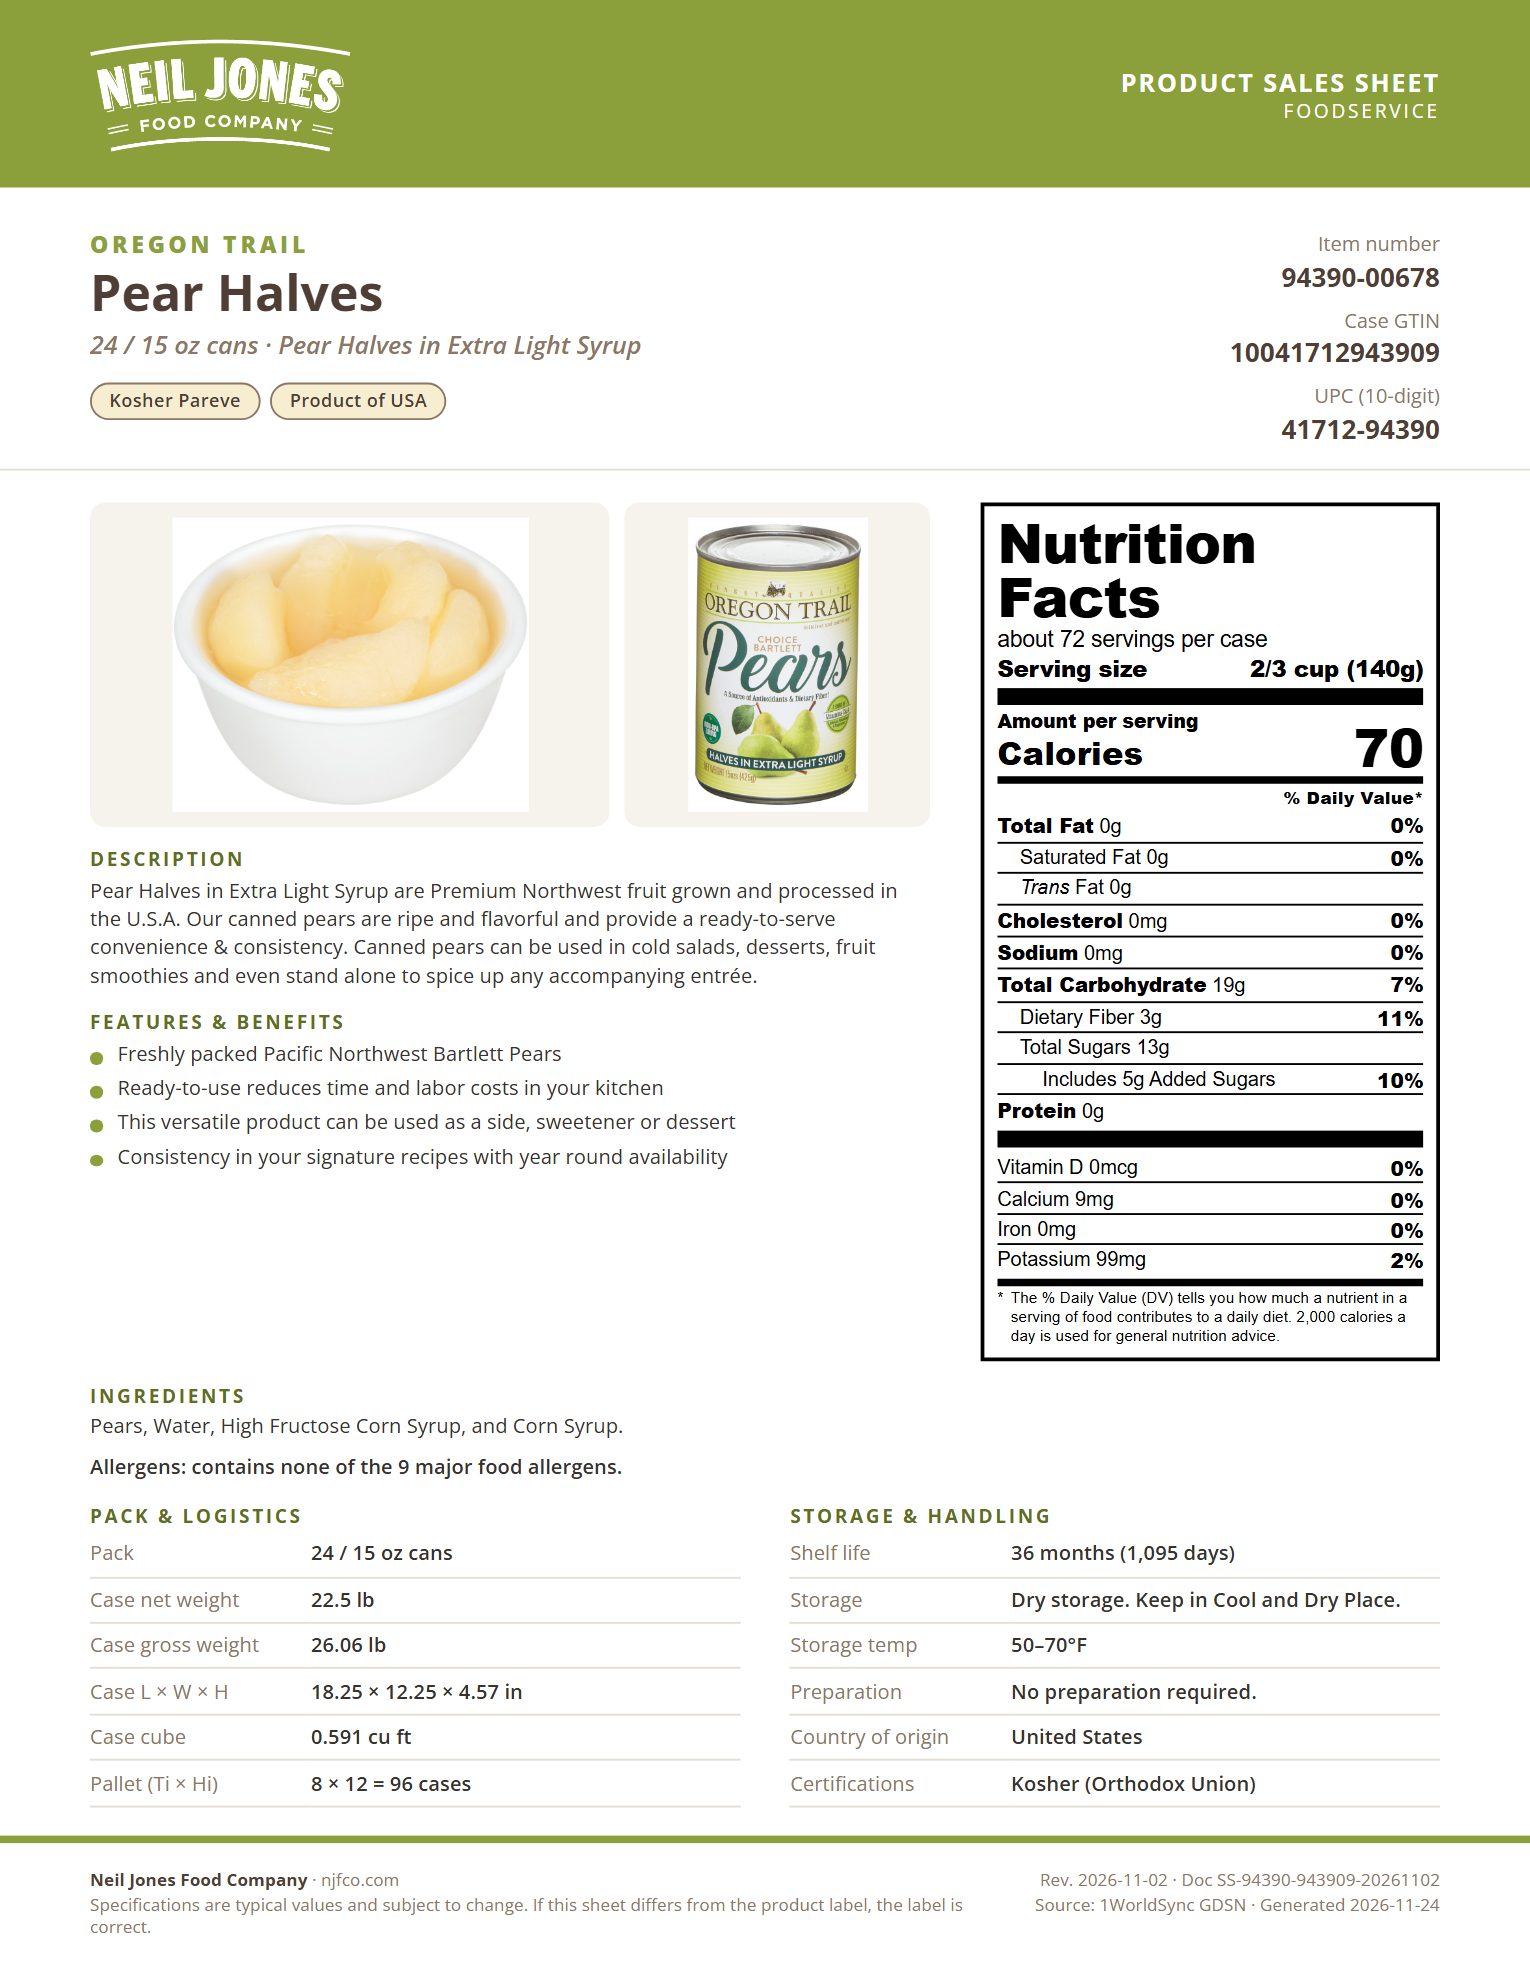 NEIL JONES
FOOD COMPANY
PRODUCT SALES SHEET
FOODSERVICE
OREGON TRAIL
Pear Halves
24 / 15 oz cans · Pear Halves in Extra Light Syrup
Kosher Pareve
Product of USA
Item number
94390-00678
Case GTIN
10041712943909
UPC (10-digit)
41712-94390
FINEST QUALITY
OREGON TRAIL
CHOICE
BARTLETT
Pears
A Source of Antioxidants & Dietary Fiber!
HALVES IN EXTRA LIGHT SYRUP
NET WEIGHT 15ozs (425g)
DESCRIPTION
Pear Halves in Extra Light Syrup are Premium Northwest fruit grown and processed in
the U.S.A. Our canned pears are ripe and flavorful and provide a ready-to-serve
convenience & consistency. Canned pears can be used in cold salads, desserts, fruit
smoothies and even stand alone to spice up any accompanying entrée.
FEATURES & BENEFITS
Freshly packed Pacific Northwest Bartlett Pears
Ready-to-use reduces time and labor costs in your kitchen
This versatile product can be used as a side, sweetener or dessert
Consistency in your signature recipes with year round availability
Nutrition
Facts
about 72 servings per case
Serving size 2/3 cup (140g)
Amount per serving
Calories 70
% Daily Value*
Total Fat 0g 0%
Saturated Fat 0g 0%
Trans Fat 0g
Cholesterol 0mg 0%
Sodium 0mg 0%
Total Carbohydrate 19g 7%
Dietary Fiber 3g 11%
Total Sugars 13g
Includes 5g Added Sugars 10%
Protein 0g
Vitamin D 0mcg 0%
Calcium 9mg 0%
Iron 0mg 0%
Potassium 99mg 2%
* The % Daily Value (DV) tells you how much a nutrient in a
serving of food contributes to a daily diet. 2,000 calories a
day is used for general nutrition advice.
INGREDIENTS
Pears, Water, High Fructose Corn Syrup, and Corn Syrup.
Allergens: contains none of the 9 major food allergens.
PACK & LOGISTICS
Pack 24 / 15 oz cans
Case net weight 22.5 lb
Case gross weight 26.06 lb
Case L × W × H 18.25 × 12.25 × 4.57 in
Case cube 0.591 cu ft
Pallet (Ti × Hi) 8 × 12 = 96 cases
STORAGE & HANDLING
Shelf life 36 months (1,095 days)
Storage Dry storage. Keep in Cool and Dry Place.
Storage temp 50–70°F
Preparation No preparation required.
Country of origin United States
Certifications Kosher (Orthodox Union)
Neil Jones Food Company · njfco.com
Specifications are typical values and subject to change. If this sheet differs from the product label, the label is
correct.
Rev. 2026-11-02 · Doc SS-94390-943909-20261102
Source: 1WorldSync GDSN · Generated 2026-11-24